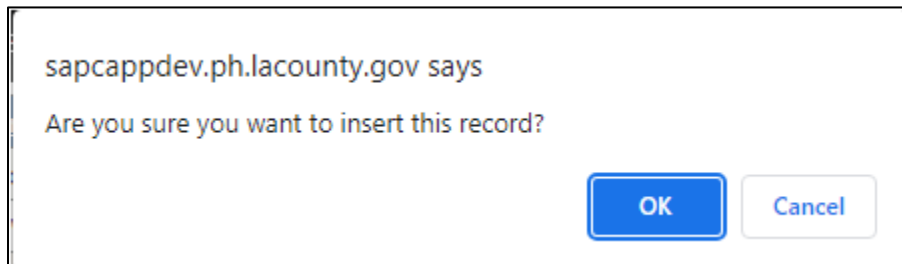 sapcappdev.ph.lacounty.gov says
Are you sure you want to insert this record?
OK Cancel